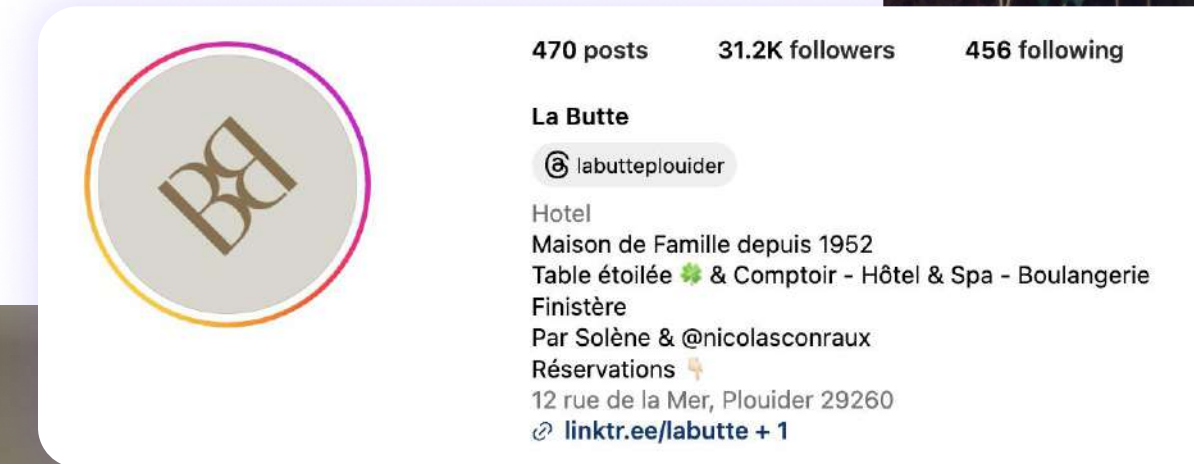 470 posts 31.2K followers 456 following
La Butte
labutteplouider
Hotel
Maison de Famille depuis 1952
Table étoilée 🍀 & Comptoir - Hôtel & Spa - Boulangerie
Finistère
Par Solène & @nicolasconraux
Réservations 👇🏻
12 rue de la Mer, Plouider 29260
linktr.ee/labutte + 1